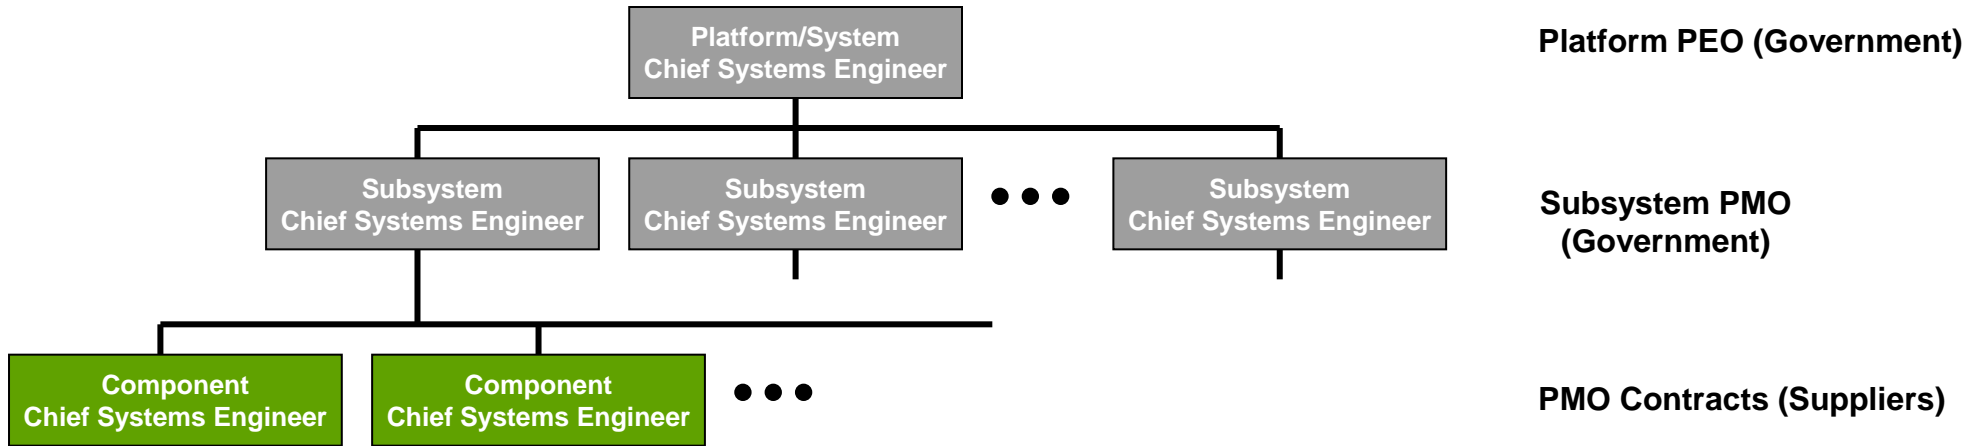 Platform/System
Chief Systems Engineer
Platform PEO (Government)
Subsystem
Chief Systems Engineer
Subsystem
Chief Systems Engineer
Subsystem
Chief Systems Engineer
Subsystem PMO
(Government)
Component
Chief Systems Engineer
Component
Chief Systems Engineer
PMO Contracts (Suppliers)